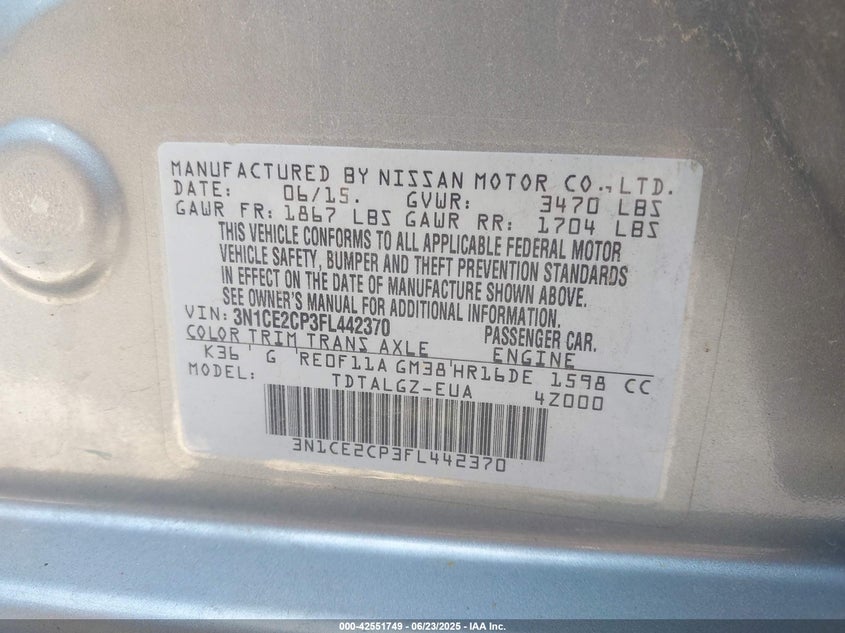 MANUFACTURED BY NISSAN MOTOR CO., LTD.
DATE: 06/15. GVWR: 3470 LBS
GAWR FR: 1867 LBS GAWR RR: 1704 LBS
THIS VEHICLE CONFORMS TO ALL APPLICABLE FEDERAL MOTOR
VEHICLE SAFETY, BUMPER AND THEFT PREVENTION STANDARDS
IN EFFECT ON THE DATE OF MANUFACTURE SHOWN ABOVE.
SEE OWNER'S MANUAL FOR ADDITIONAL INFORMATION.
VIN: 3N1CE2CP3FL442370 PASSENGER CAR.
COLOR TRIM TRANS AXLE ENGINE
K36 ' G 'RE0F11A GM38'HR16DE 1598 CC
MODEL: TDTALGZ-EUA 4Z000
3N1CE2CP3FL442370
000-42551749 - 06/23/2025 - IAA Inc.